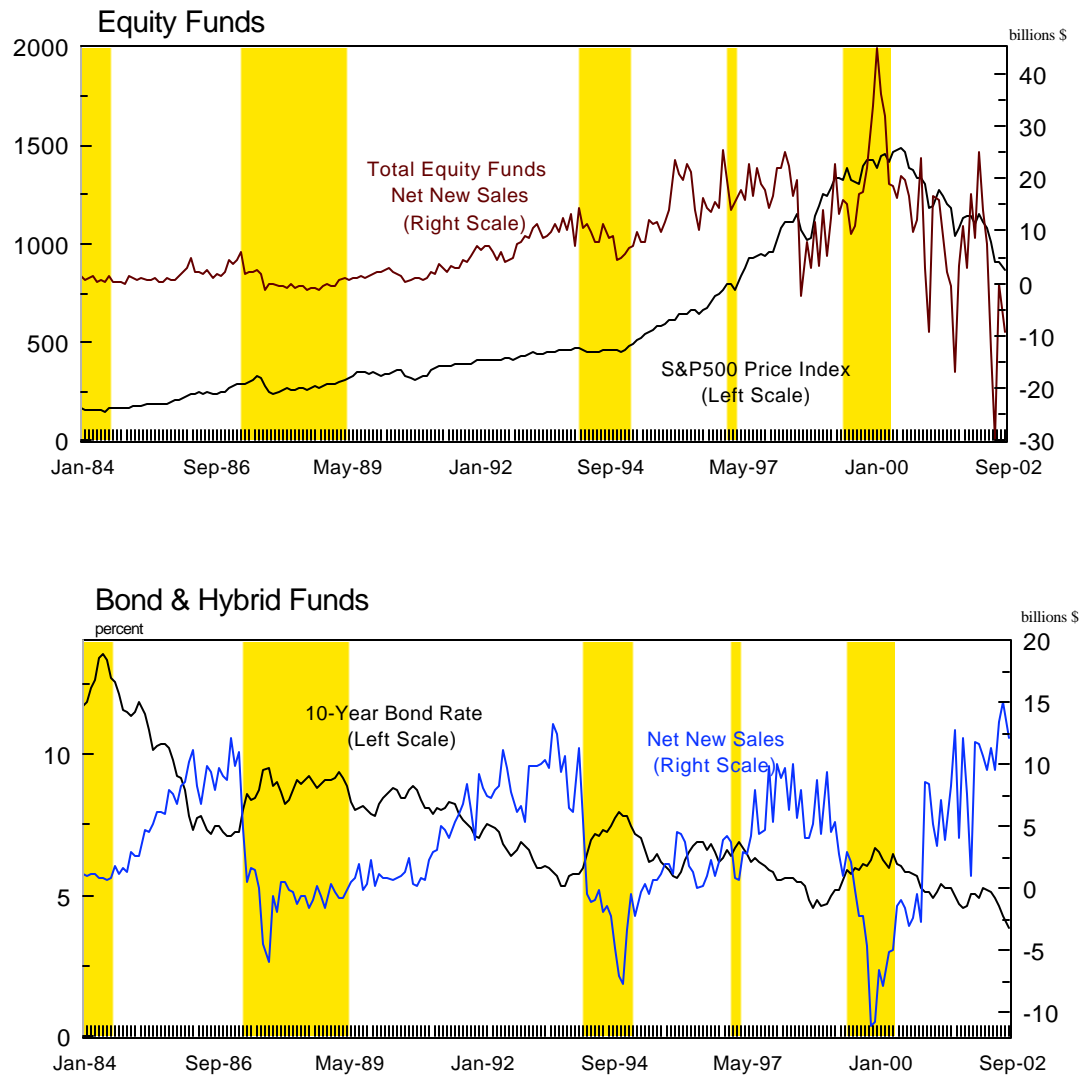 Equity Funds
billions $
2000
1500
1000
500
0
40
30
20
10
0
-10
-20
-30
Total Equity Funds
Net New Sales
(Right Scale)
S&P500 Price Index
(Left Scale)
Jan-84 Sep-86 May-89 Jan-92 Sep-94 May-97 Jan-00 Sep-02
Bond & Hybrid Funds
percent
billions $
10
5
0
20
15
10
5
0
-5
-10
10-Year Bond Rate
(Left Scale)
Net New Sales
(Right Scale)
Jan-84 Sep-86 May-89 Jan-92 Sep-94 May-97 Jan-00 Sep-02